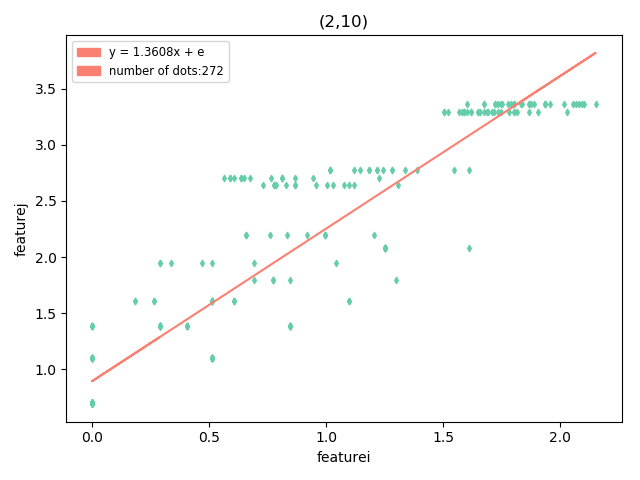 (2,10)
y = 1.3608x + e
number of dots:272
3.5
3.0
2.5
2.0
1.5
1.0
featurej
0.0 0.5 1.0 1.5 2.0
featurei